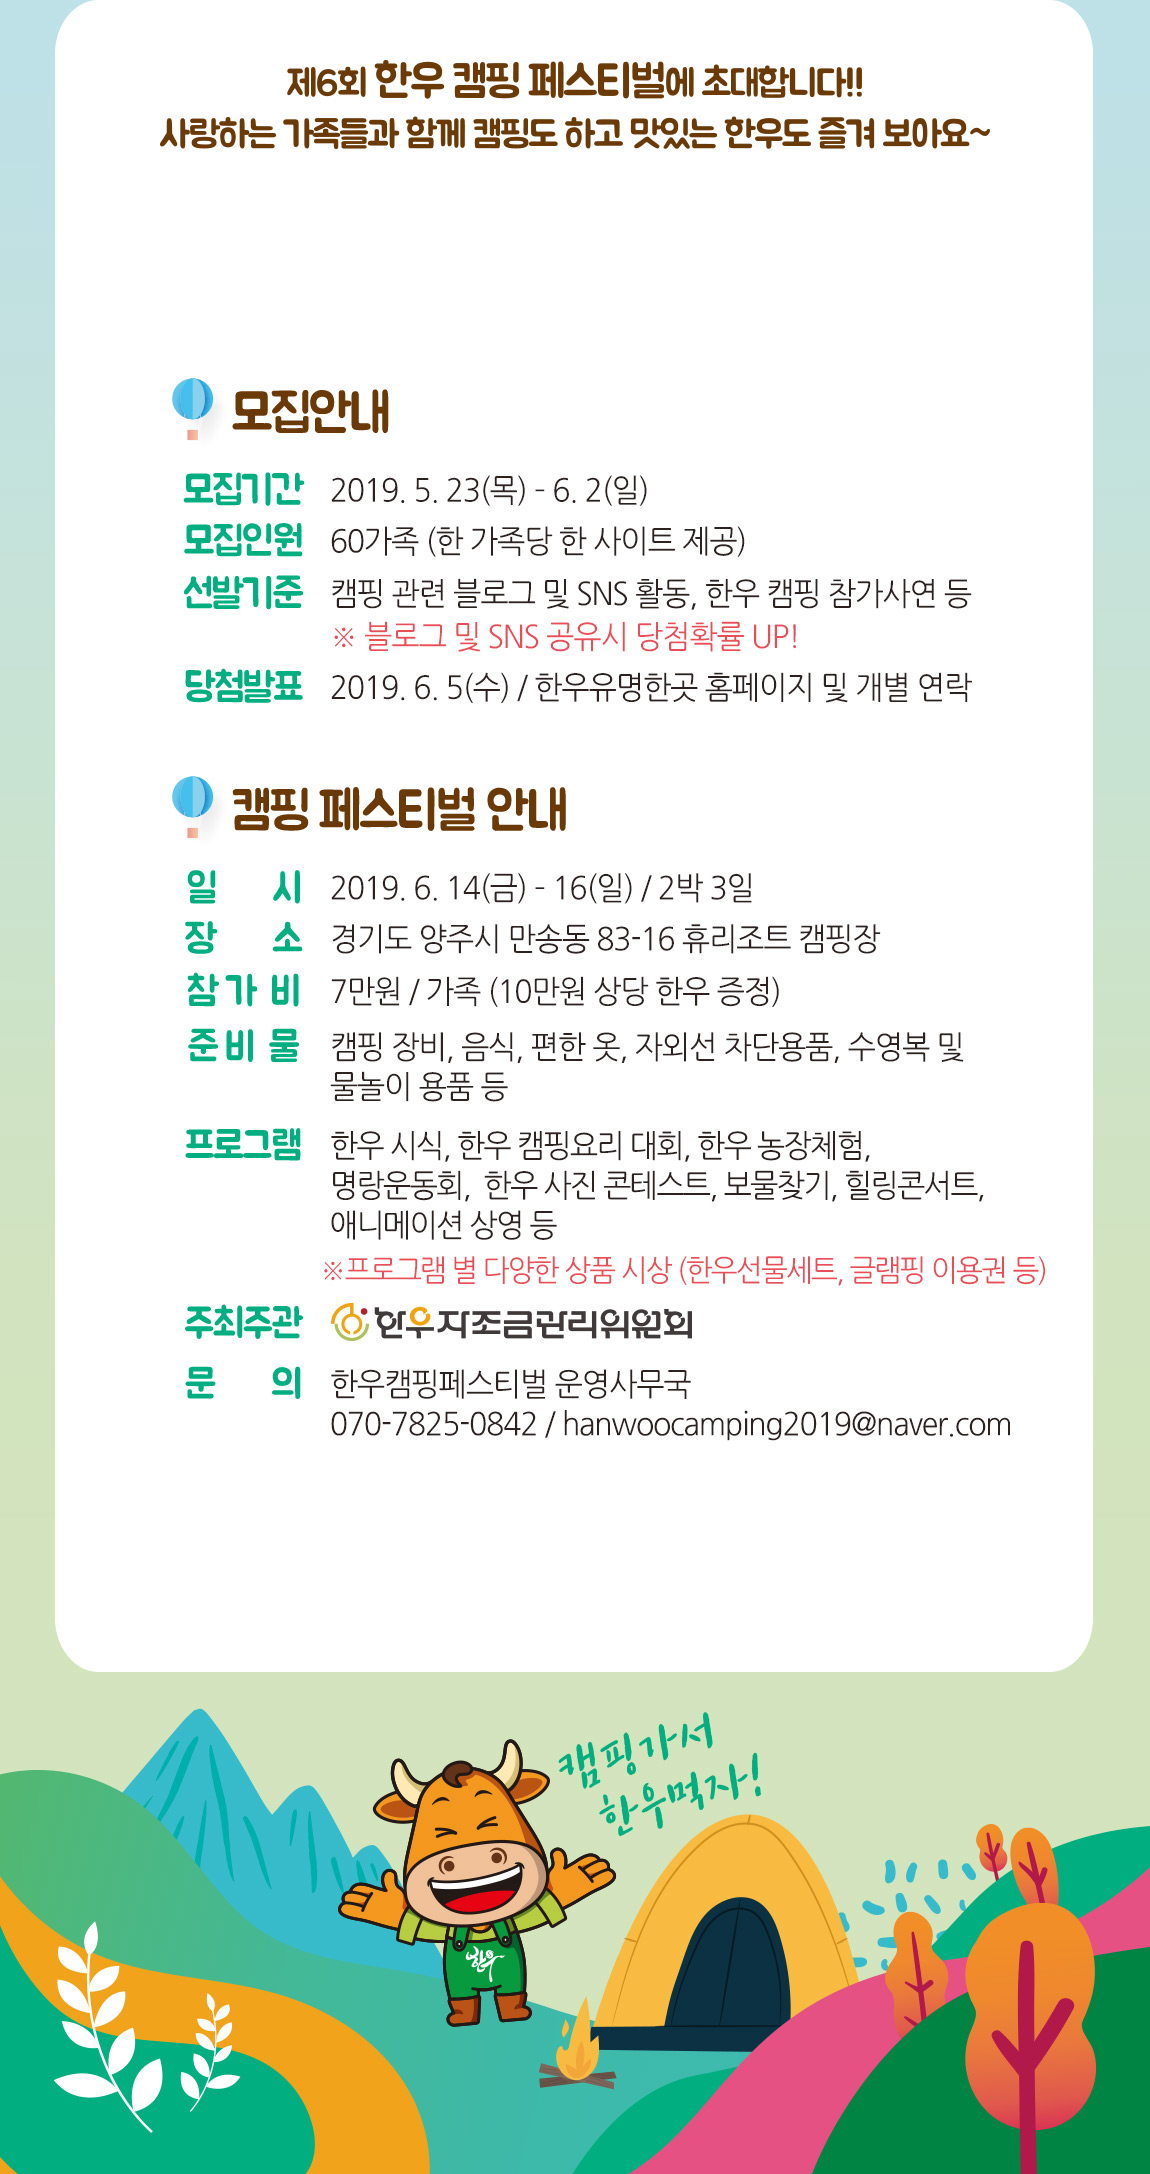 제6회 한우 캠핑 페스티벌에 초대합니다!!
사랑하는 가족들과 함께 캠핑도 하고 맛있는 한우도 즐겨 보아요~
모집안내
모집기간 2019. 5. 23(목) - 6. 2(일)
모집인원 60가족 (한 가족당 한 사이트 제공)
선발기준 캠핑 관련 블로그 및 SNS 활동, 한우 캠핑 참가사연 등
※ 블로그 및 SNS 공유시 당첨확률 UP!
당첨발표 2019. 6. 5(수) / 한우유명한곳 홈페이지 및 개별 연락
캠핑 페스티벌 안내
일 시 2019. 6. 14(금) - 16(일) / 2박 3일
장 소 경기도 양주시 만송동 83-16 휴리조트 캠핑장
참 가 비 7만원 / 가족 (10만원 상당 한우 증정)
준 비 물 캠핑 장비, 음식, 편한 옷, 자외선 차단용품, 수영복 및
물놀이 용품 등
프로그램 한우 시식, 한우 캠핑요리 대회, 한우 농장체험,
명랑운동회, 한우 사진 콘테스트, 보물찾기, 힐링콘서트,
애니메이션 상영 등
※프로그램 별 다양한 상품 시상 (한우선물세트, 글램핑 이용권 등)
주최주관 한우자조금관리위원회
문 의 한우캠핑페스티벌 운영사무국
070-7825-0842 / hanwoocamping2019@naver.com
캠핑가서
한우먹자!
한우